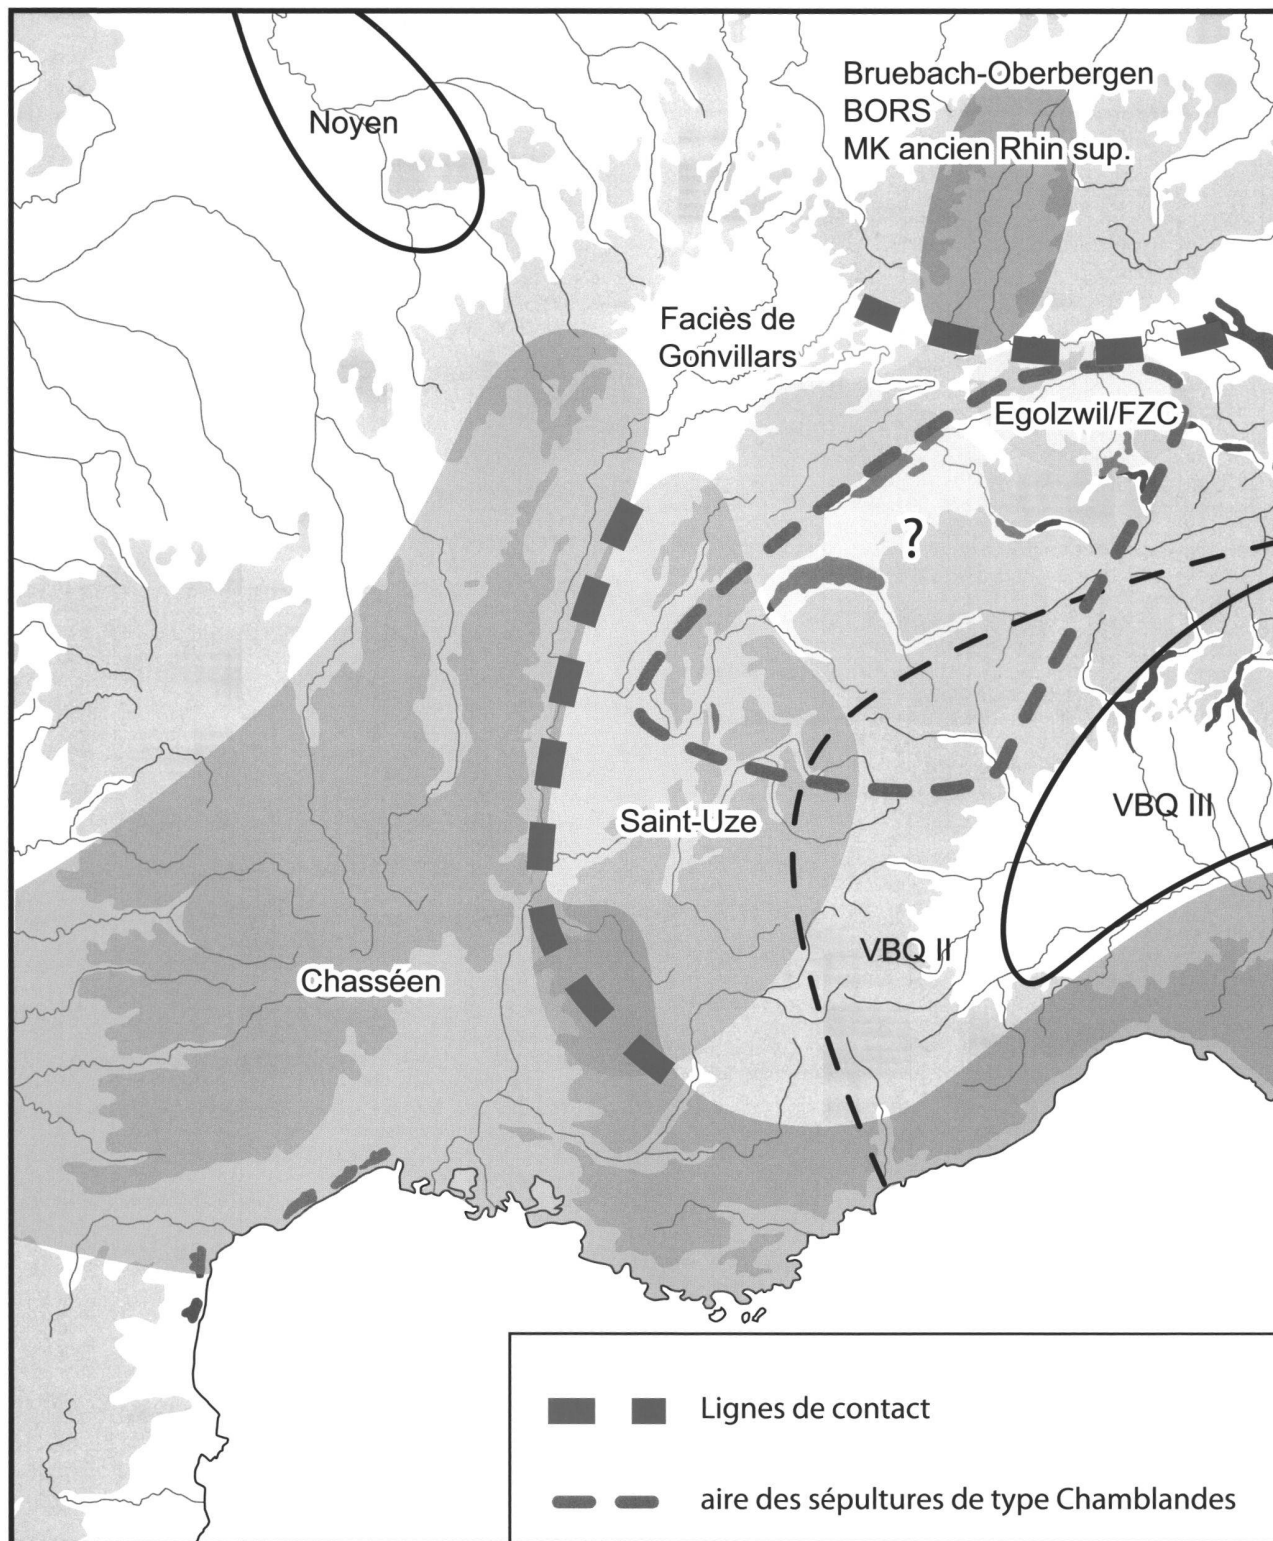 Noyen
Bruebach-Oberbergen
BORS
MK ancien Rhin sup.
Faciès de
Gonvillars
Egolzwil/FZC
?
Saint-Uze
VBQ III
VBQ II
Chasséen
Lignes de contact
aire des sépultures de type Chamblandes